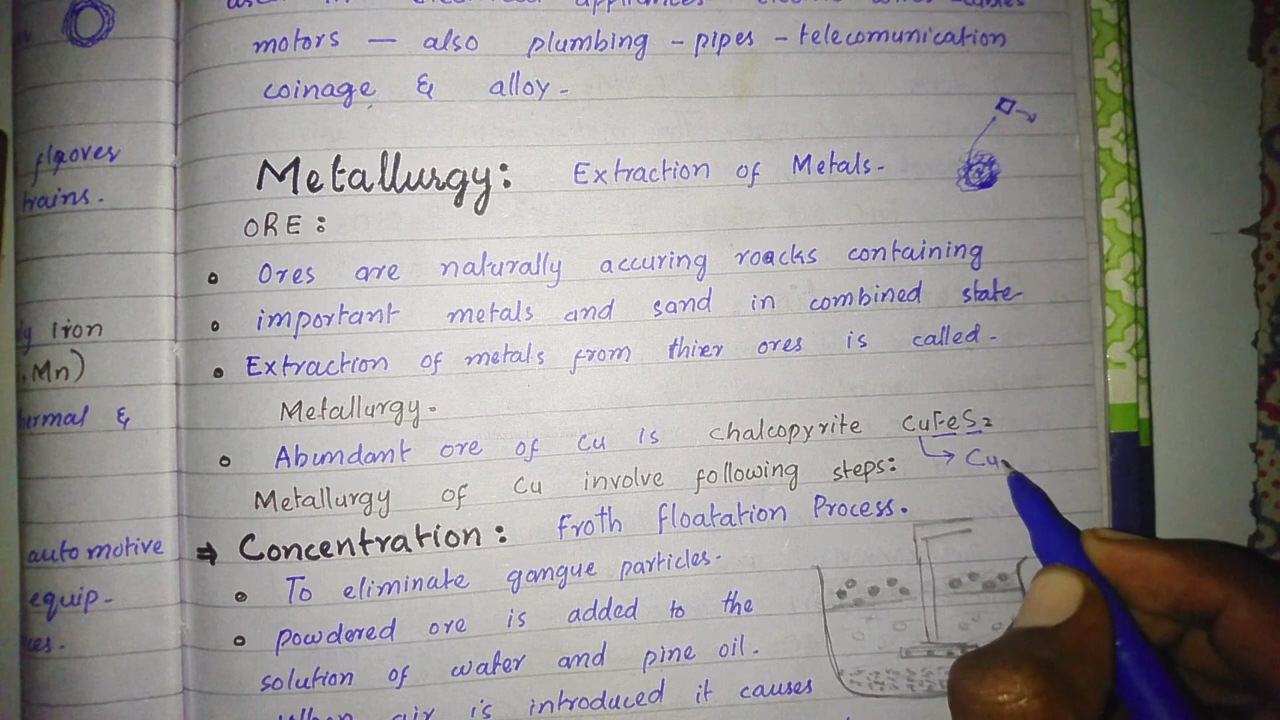 appliances
motors — also plumbing - pipes - telecomunication
coinage & alloy -
Metallurgy: Extraction of Metals.
ORE :
Ores are naturally accuring roacks containing
important metals and sand in combined state
Extraction of metals from thier ores is called.
Metallurgy.
Abundant ore of Cu is chalcopyrite CuFeS2
→ Cu
Metallurgy of Cu involve following steps:
⇒ Concentration: Froth floatation Process.
To eliminate gangue particles.
powdered ore is added to the
solution of water and pine oil.
air is introduced it causes
trains.
Iron
, Mn)
&
automotive
equip-